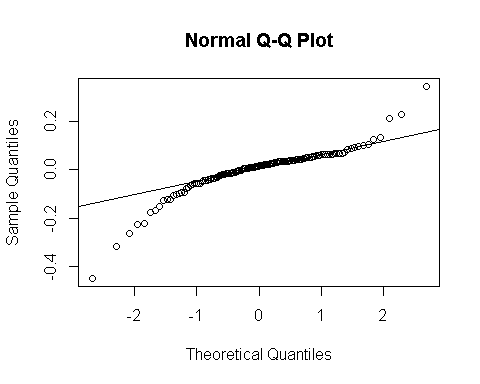 Normal Q-Q Plot
Sample Quantiles
0.2
0.0
-0.2
-0.4
-2 -1 0 1 2
Theoretical Quantiles